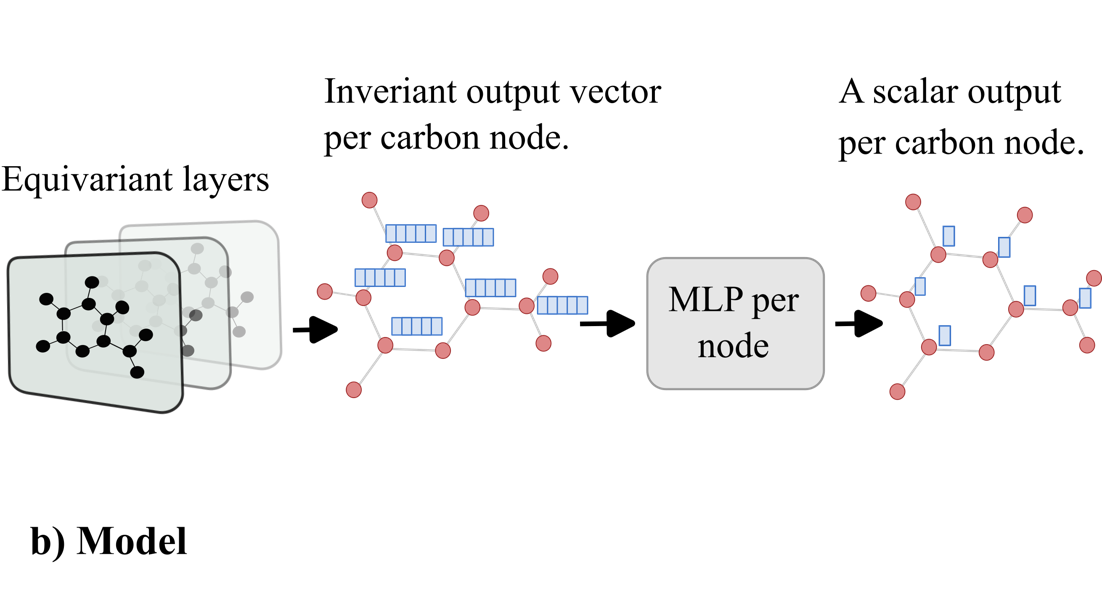 Inveriant output vector
per carbon node.
A scalar output
per carbon node.
Equivariant layers
MLP per
node
b) Model